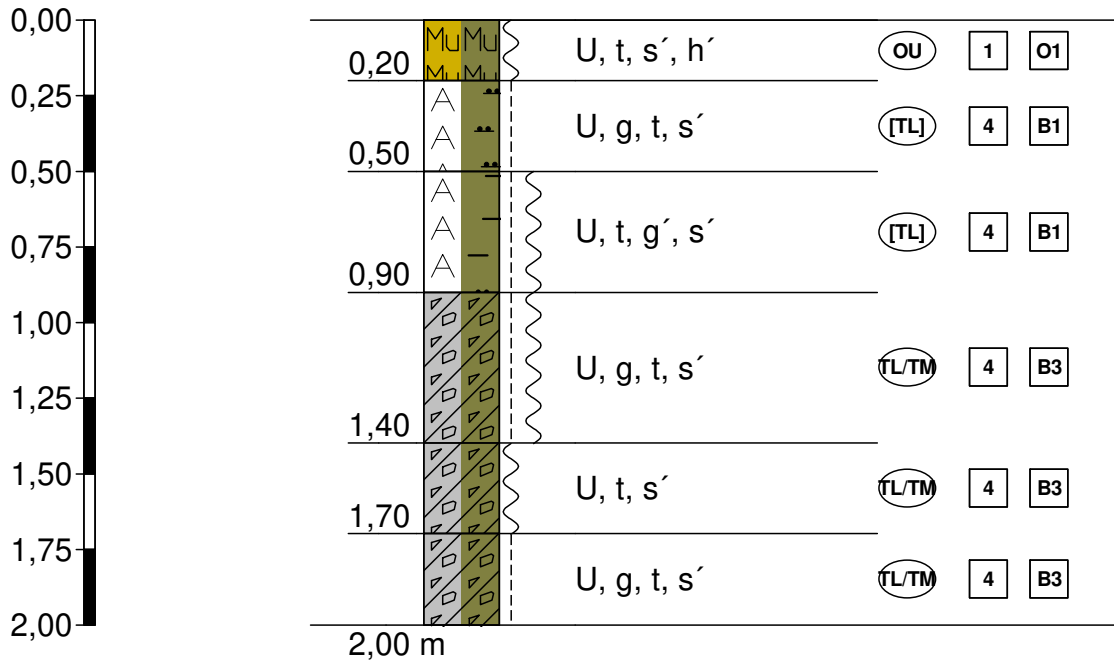 0,00
0,25
0,50
0,75
1,00
1,25
1,50
1,75
2,00
Mu Mu
Mu Mu
0,20
U, t, s´, h´
OU 1 O1
A
A
A
0,50
U, g, t, s´
[TL] 4 B1
A
A
A
0,90
U, t, g´, s´
[TL] 4 B1
1,40
U, g, t, s´
TL/TM 4 B3
1,70
U, t, s´
TL/TM 4 B3
U, g, t, s´
TL/TM 4 B3
2,00 m